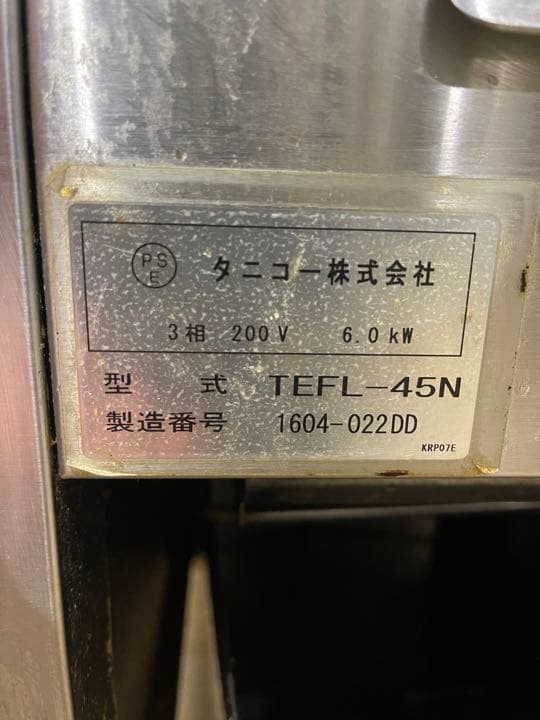 PS
E
タニコー株式会社
3相 200V 6.0kW
型 式 TEFL-45N
製造番号 1604-022DD
KRP07E